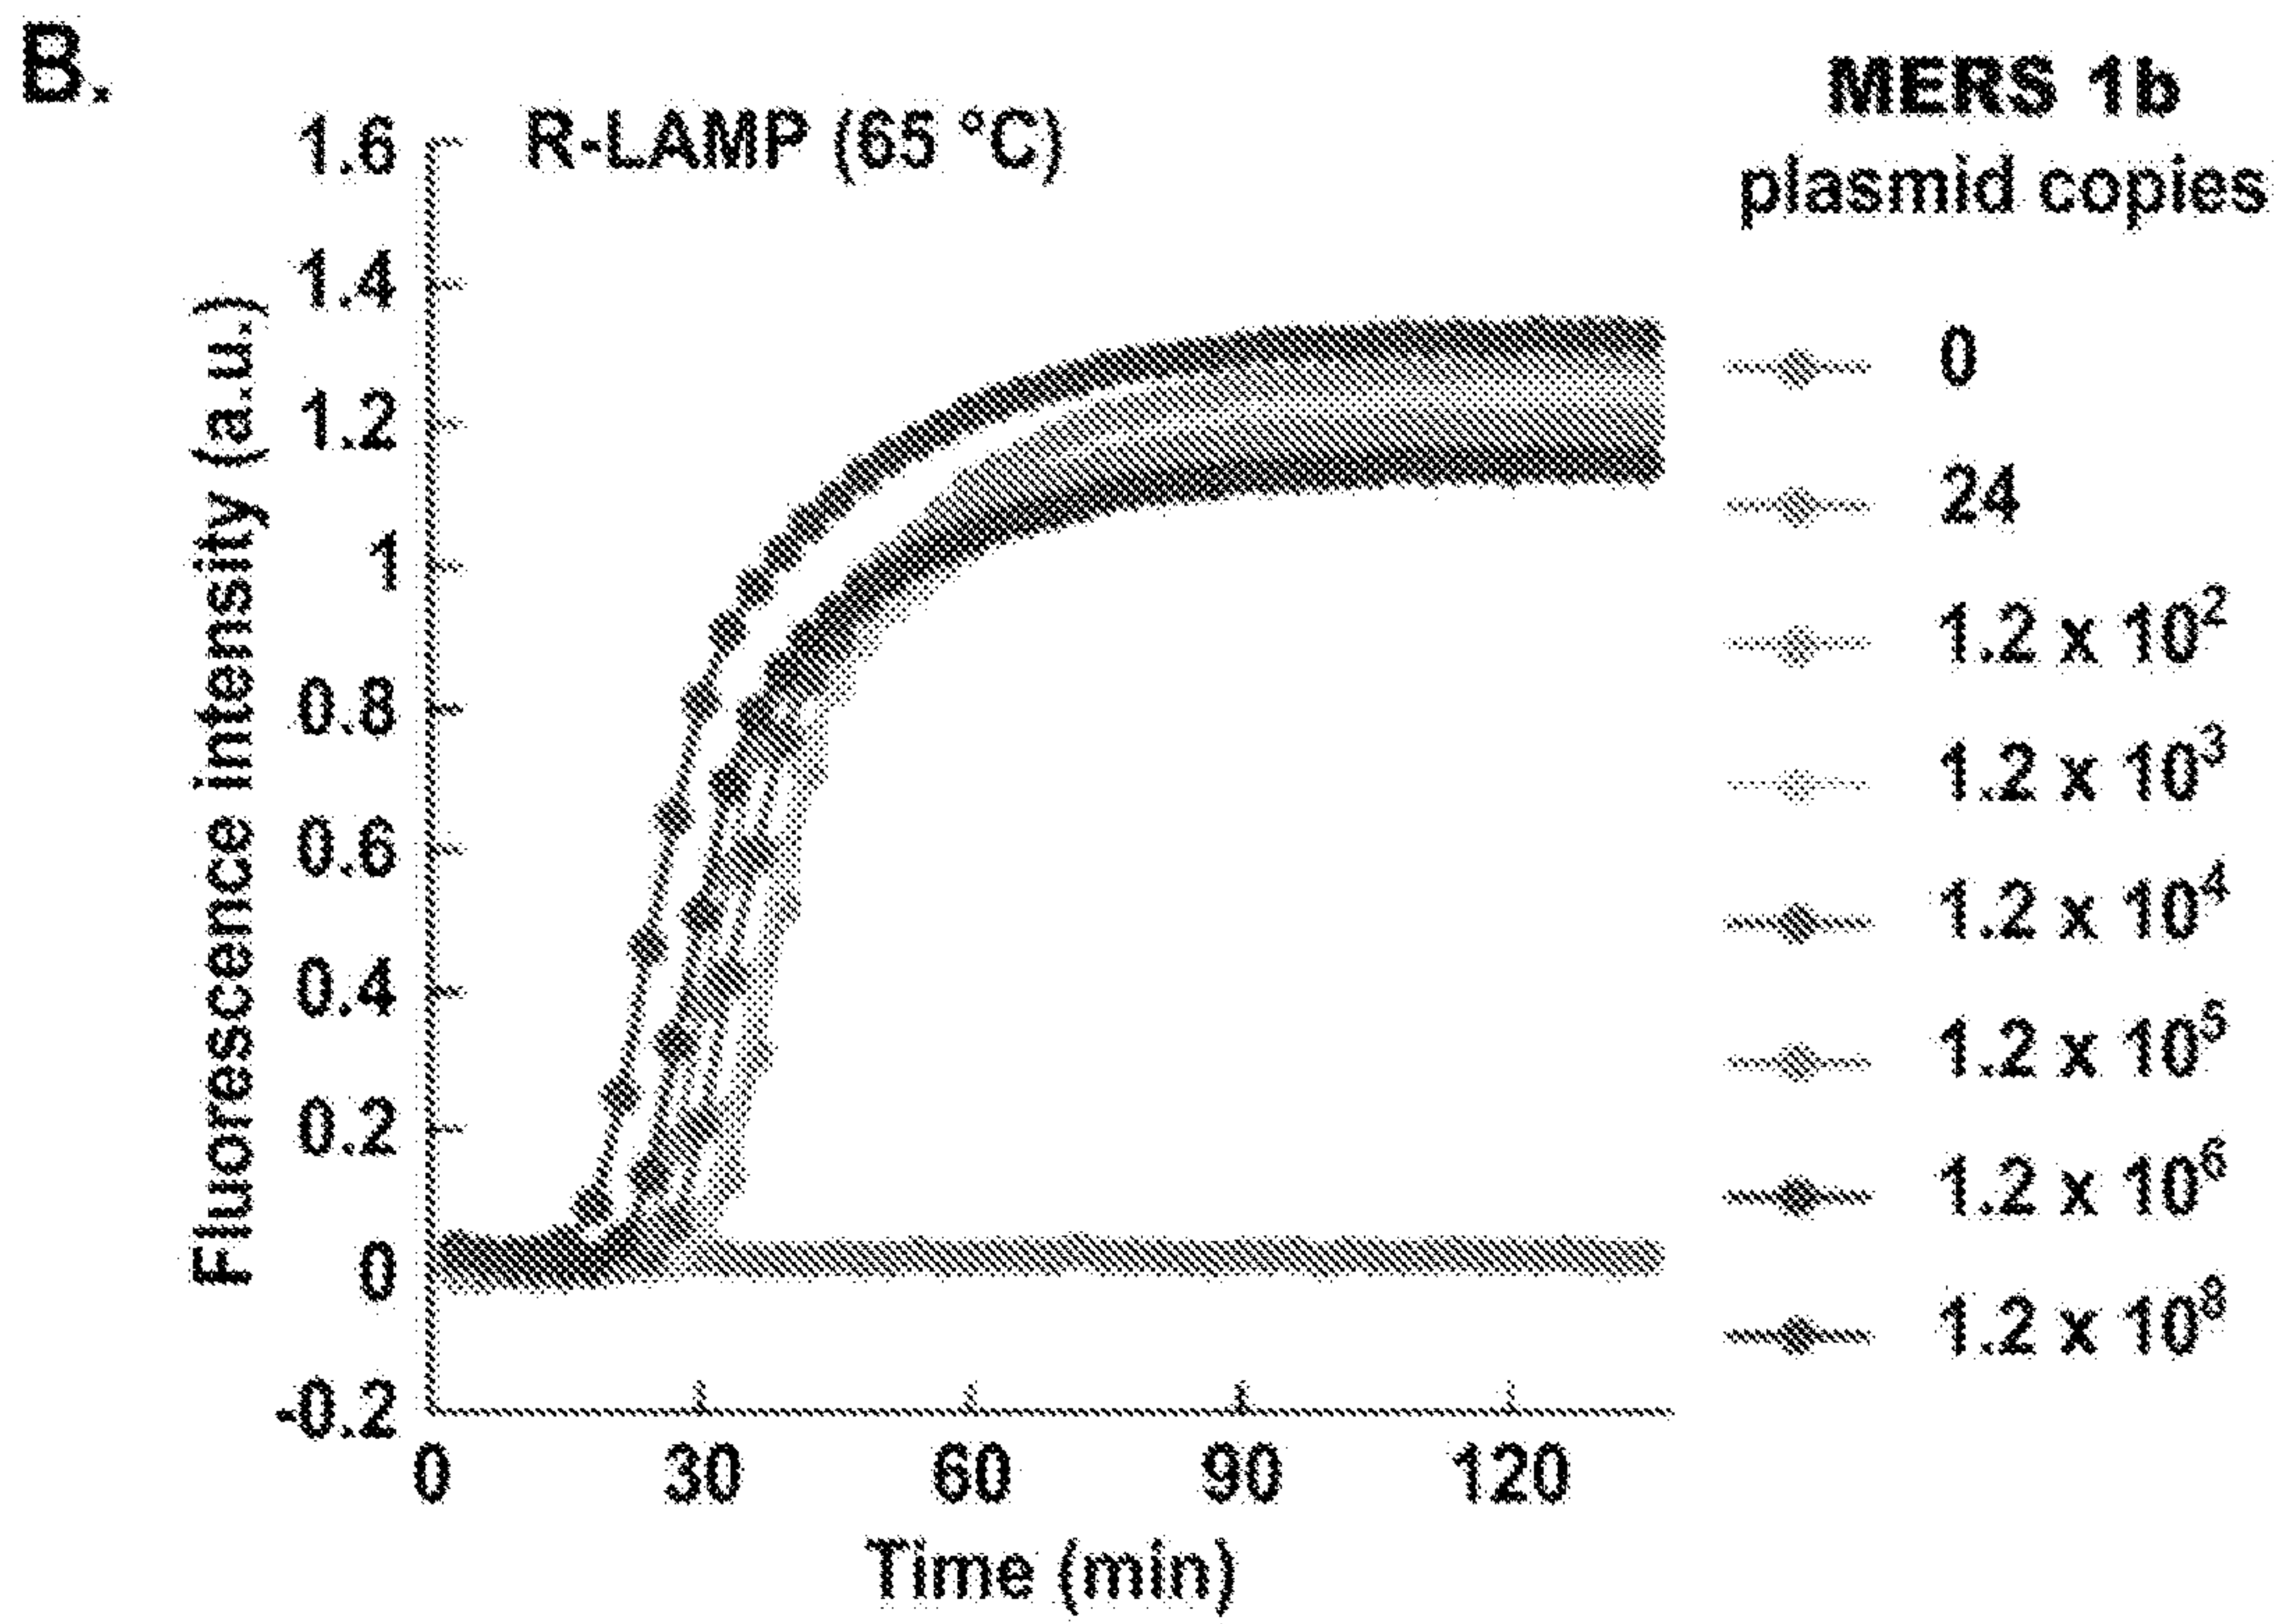 B.
R-LAMP (65 °C)
MERS 1b
plasmid copies
0
24
1.2 x 10²
1.2 x 10³
1.2 x 10⁴
1.2 x 10⁵
1.2 x 10⁶
1.2 x 10⁸
Fluorescence intensity (a.u.)
1.6
1.4
1.2
1
0.8
0.6
0.4
0.2
0
-0.2
0 30 60 90 120
Time (min)